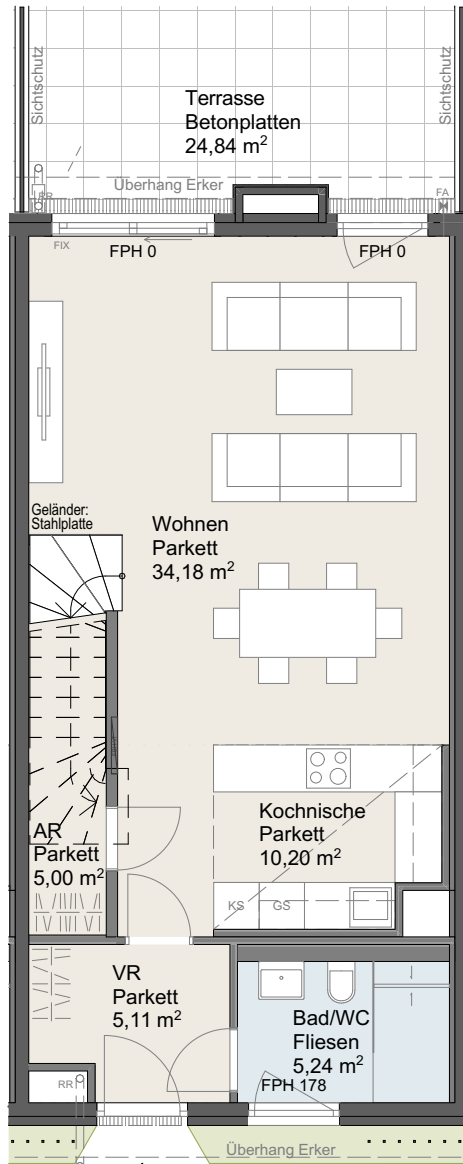 Sichtschutz
Sichtschutz
Terrasse
Betonplatten
24,84 m²
Überhang Erker
RR
FA
FIX
FPH 0
FPH 0
Geländer:
Stahlplatte
Wohnen
Parkett
34,18 m²
Kochnische
Parkett
10,20 m²
AR
Parkett
5,00 m²
KS
GS
VR
Parkett
5,11 m²
Bad/WC
Fliesen
5,24 m²
FPH 178
RR
Überhang Erker